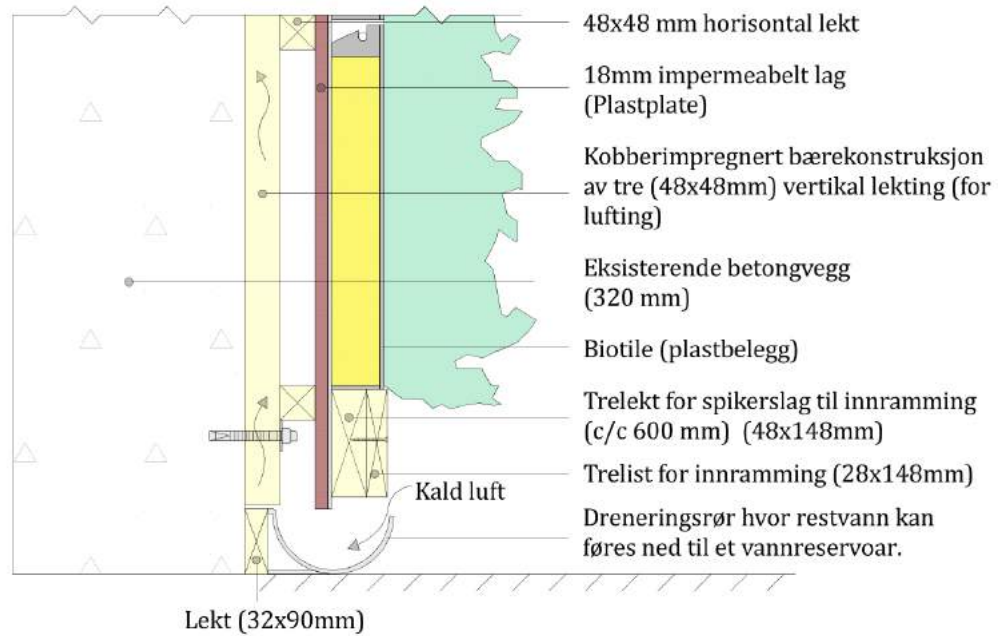 48x48 mm horisontal lekt
18mm impermeabelt lag
(Plastplate)
Kobberimpregnert bærekonstruksjon
av tre (48x48mm) vertikal lekting (for
lufting)
Eksisterende betongvegg
(320 mm)
Biotile (plastbelegg)
Trelekt for spikerslag til innramming
(c/c 600 mm)  (48x148mm)
Trelist for innramming (28x148mm)
Kald luft
Dreneringsrør hvor restvann kan
føres ned til et vannreservoar.
Lekt (32x90mm)